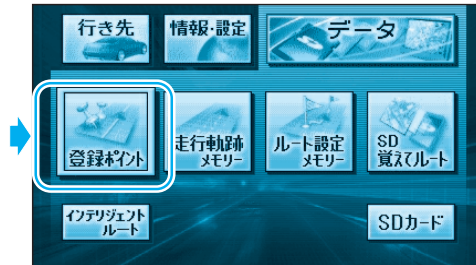 行き先
情報・設定
データ
登録ポイント
走行軌跡
メモリー
ルート設定
メモリー
SD
覚えてルート
インテリジェント
ルート
SDカード